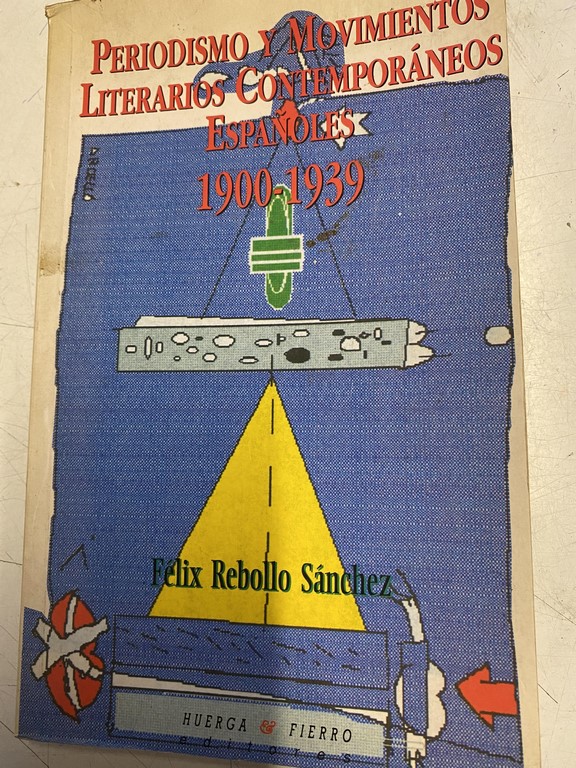 PERIODISMO Y MOVIMIENTOS
LITERARIOS CONTEMPORÁNEOS
ESPAÑOLES
1900-1939
Félix Rebollo Sánchez
HUERGA & FIERRO
editores